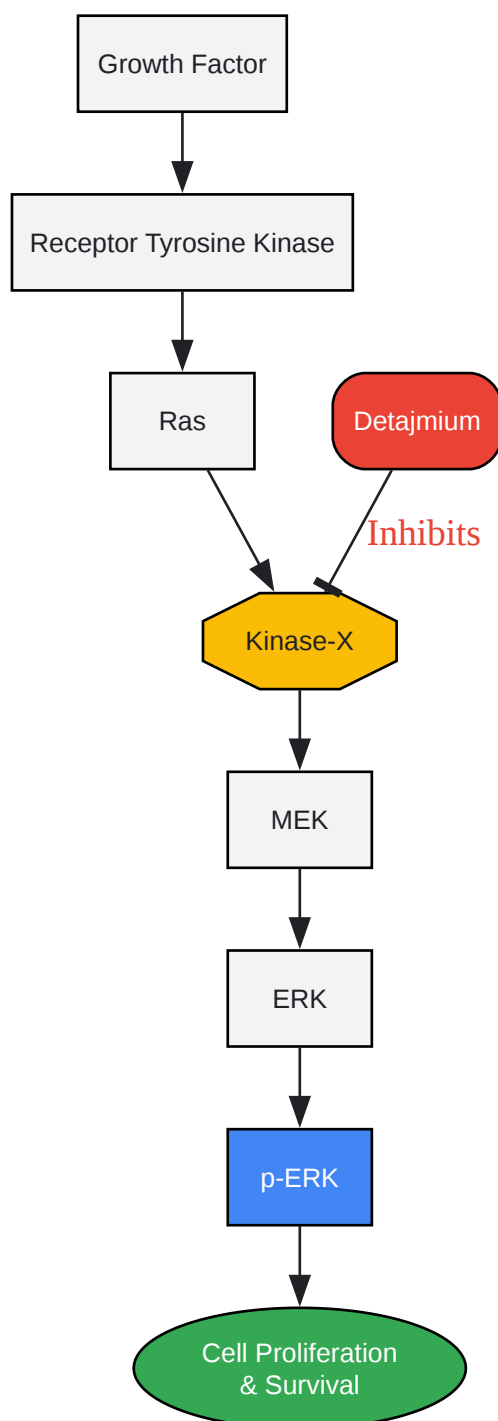 Growth Factor
Receptor Tyrosine Kinase
Ras
Detajmium
Inhibits
Kinase-X
MEK
ERK
p-ERK
Cell Proliferation
& Survival